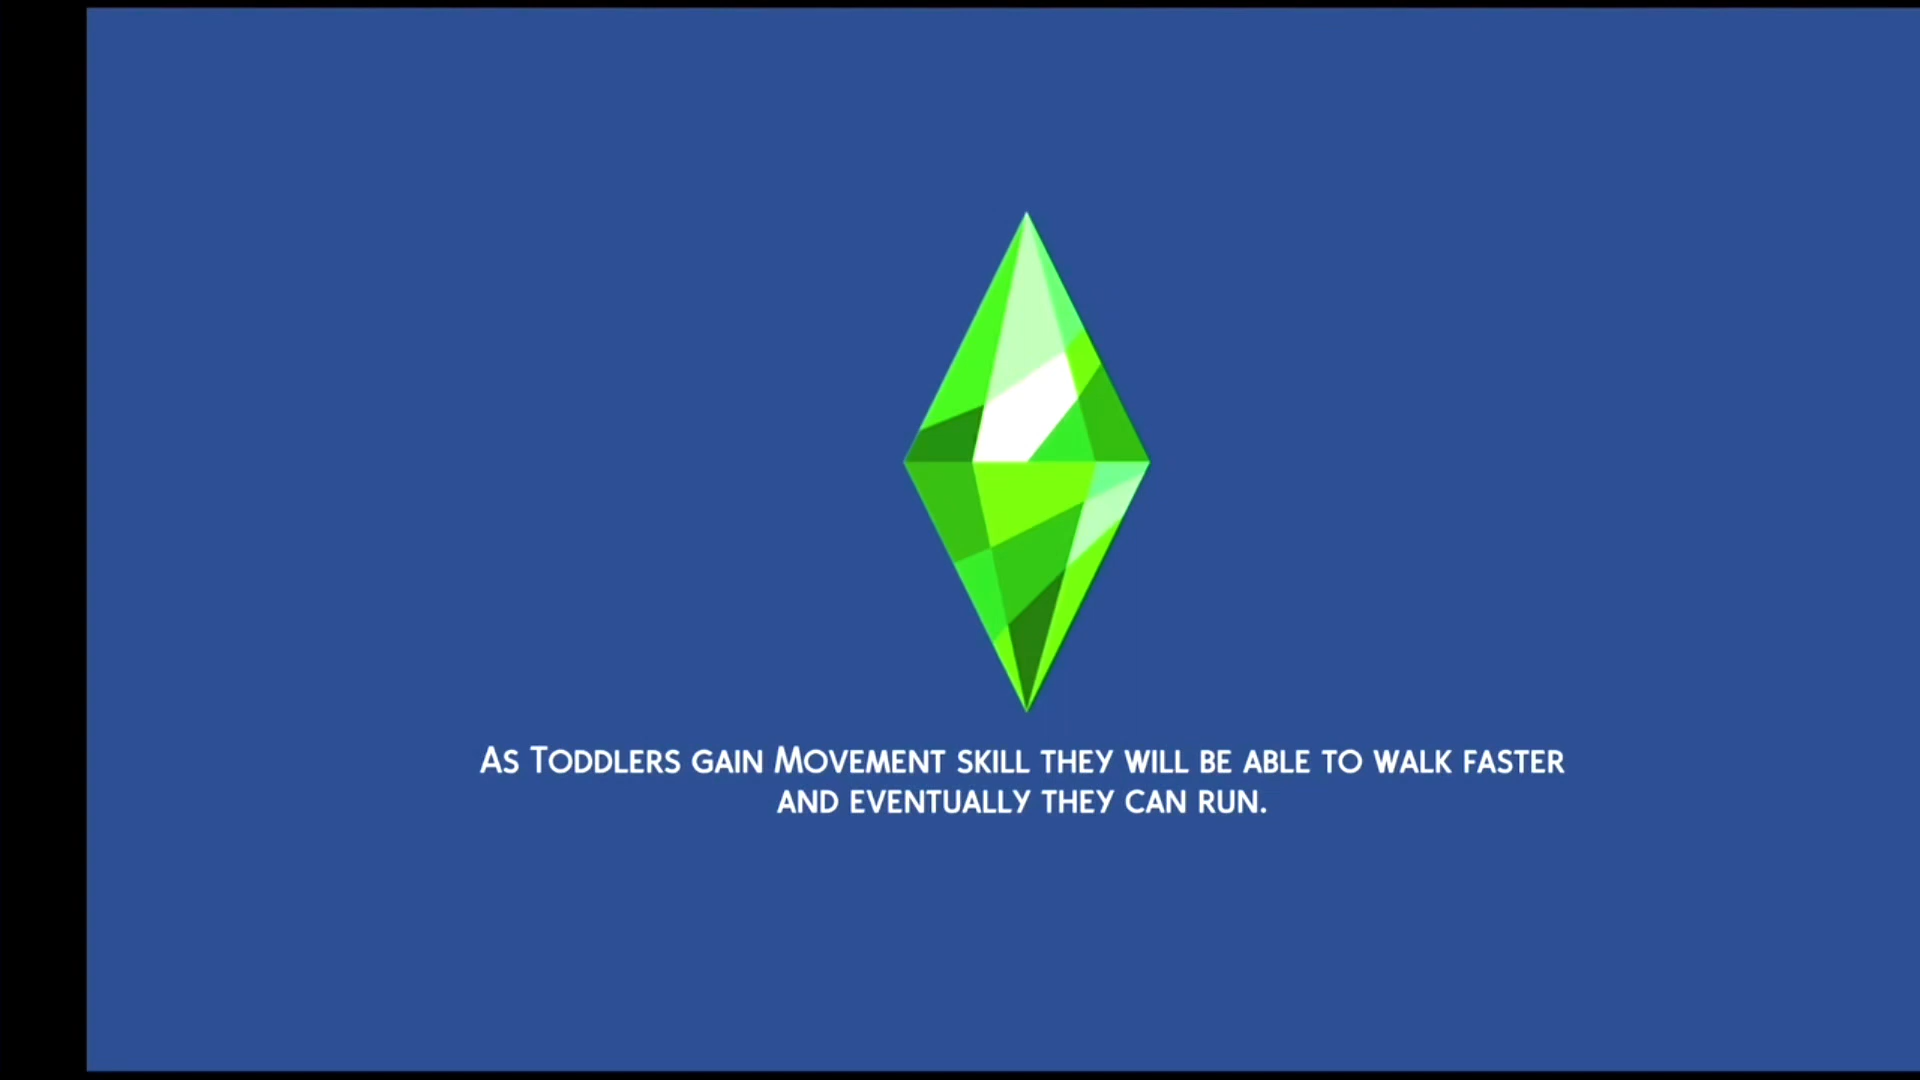 As Toddlers gain Movement skill they will be able to walk faster
and eventually they can run.